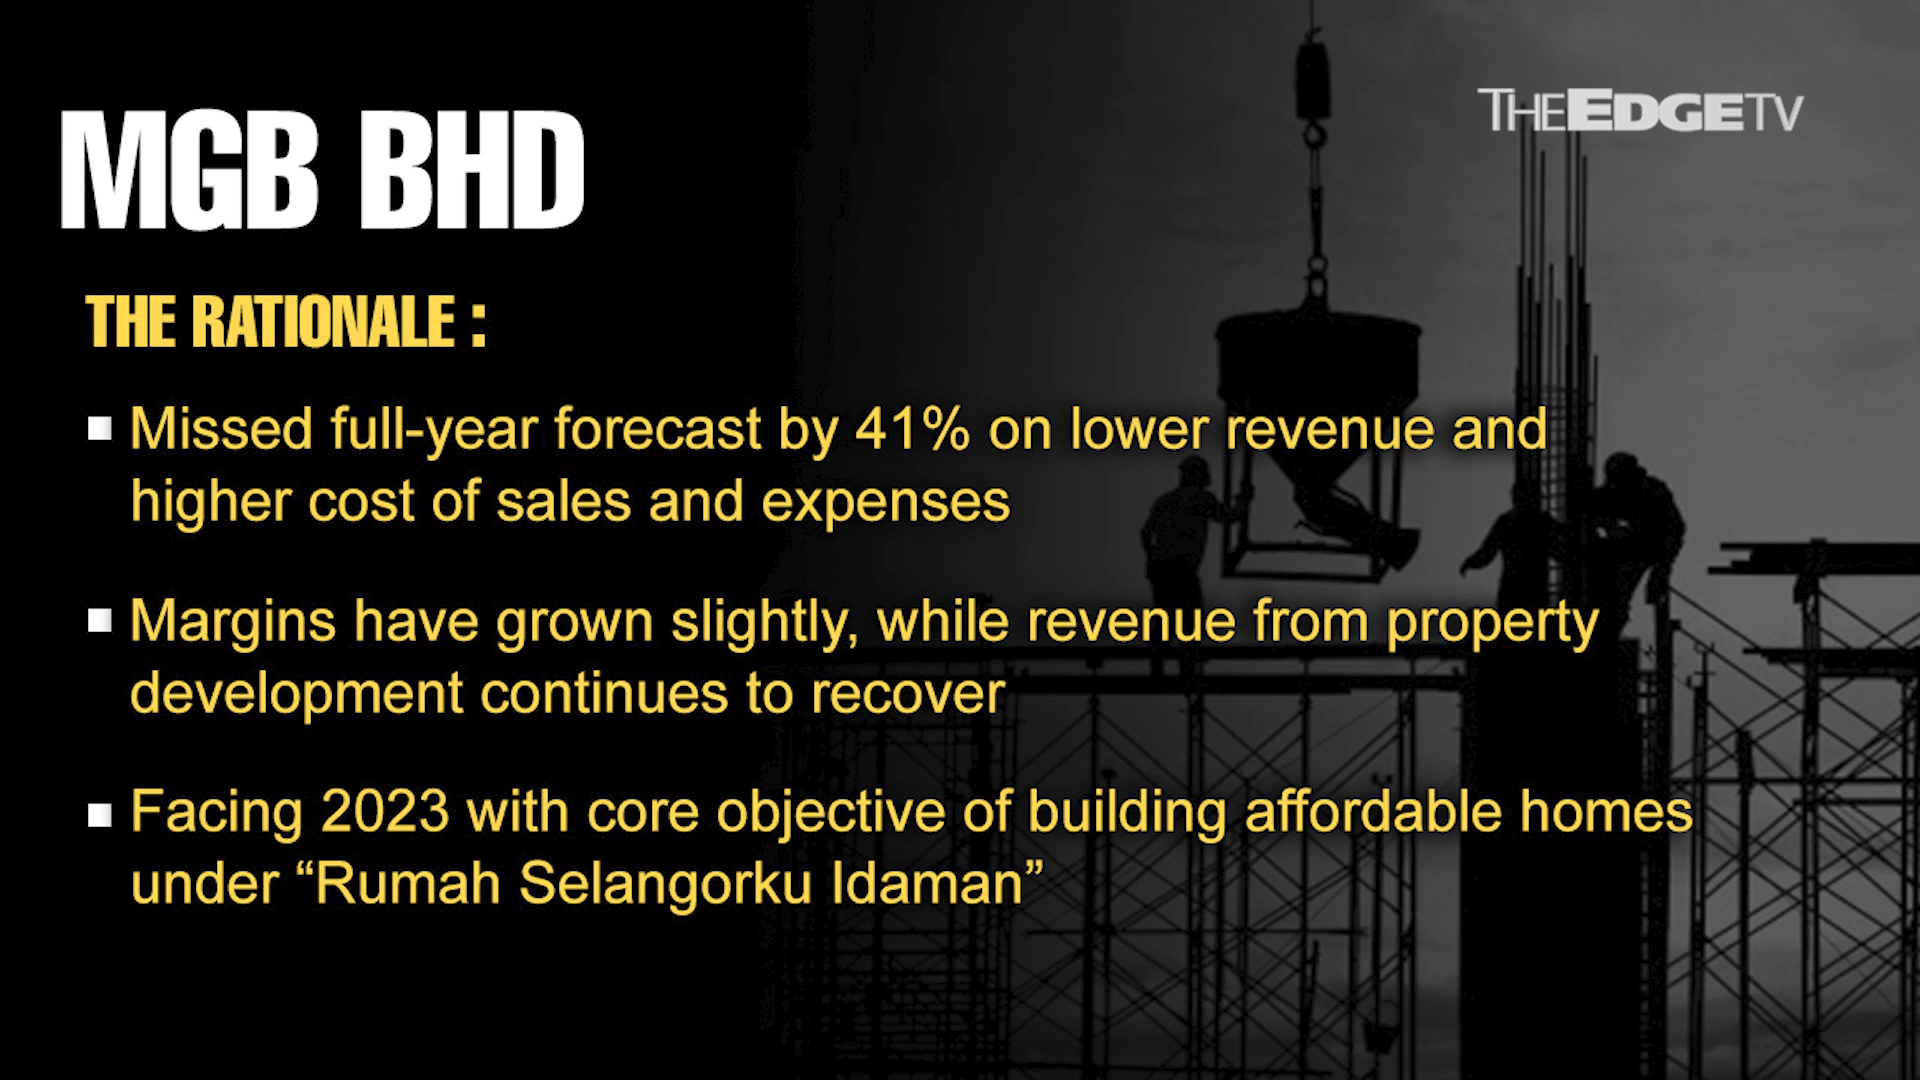 MGB BHD
THEEDGETV
THE RATIONALE :
Missed full-year forecast by 41% on lower revenue and
higher cost of sales and expenses
Margins have grown slightly, while revenue from property
development continues to recover
Facing 2023 with core objective of building affordable homes
under “Rumah Selangorku Idaman”